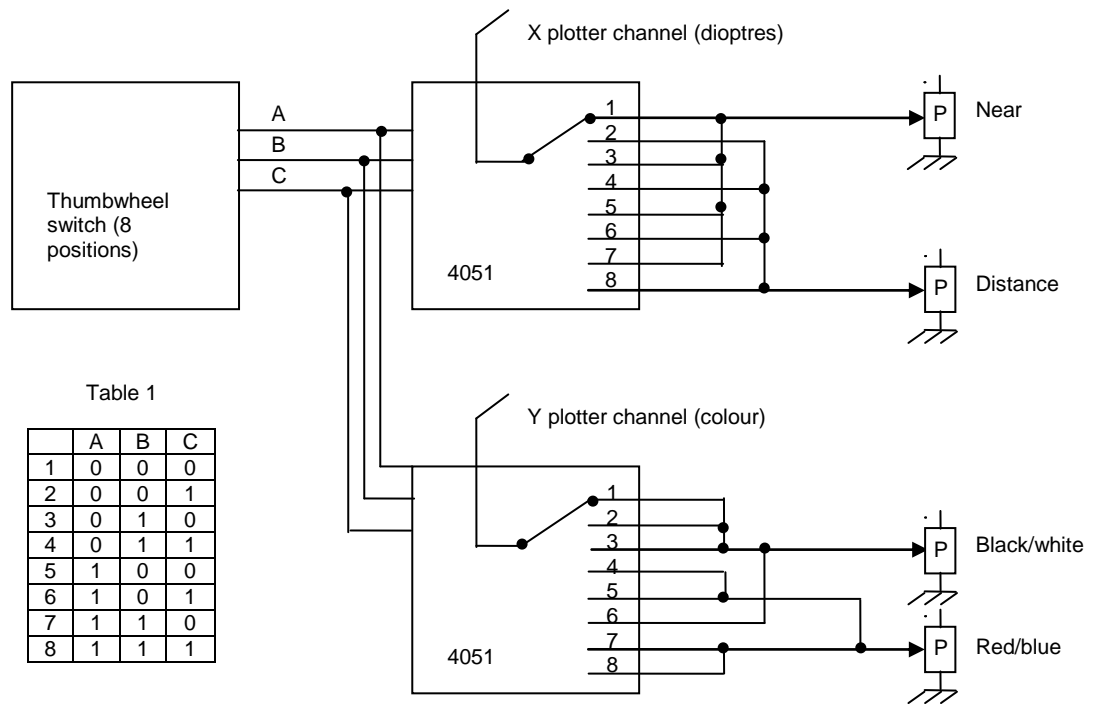 X plotter channel (dioptres)
A
B
C
Thumbwheel
switch (8
positions)
1
2
3
4
5
6
7
8
4051
P
Near
P
Distance
Table 1
A B C
1 0 0 0
2 0 0 1
3 0 1 0
4 0 1 1
5 1 0 0
6 1 0 1
7 1 1 0
8 1 1 1
Y plotter channel (colour)
1
2
3
4
5
6
7
8
4051
P
Black/white
P
Red/blue